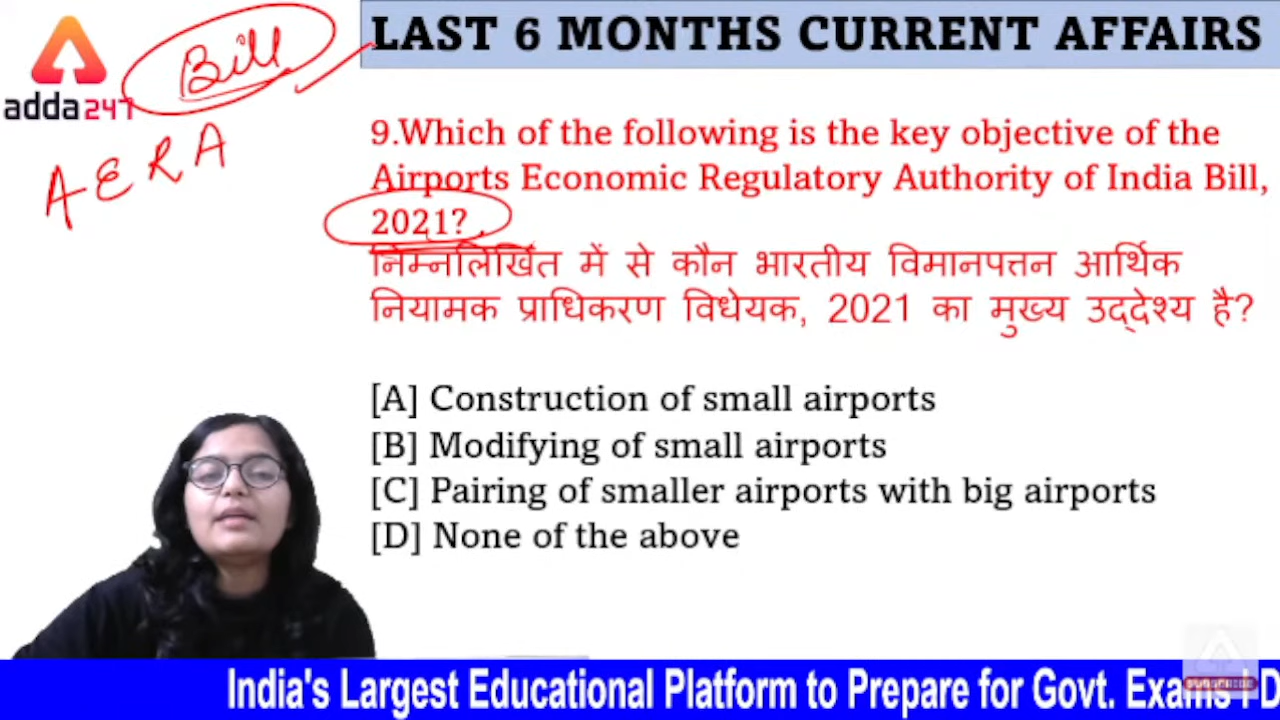 Bill
LAST 6 MONTHS CURRENT AFFAIRS
adda247
AERA
9.Which of the following is the key objective of the
Airports Economic Regulatory Authority of India Bill,
2021?
निम्नलिखित में से कौन भारतीय विमानपत्तन आर्थिक
नियामक प्राधिकरण विधेयक, 2021 का मुख्य उद्देश्य है?
[A] Construction of small airports
[B] Modifying of small airports
[C] Pairing of smaller airports with big airports
[D] None of the above
India's Largest Educational Platform to Prepare for Govt. Exams I D
SUBSCRIBE